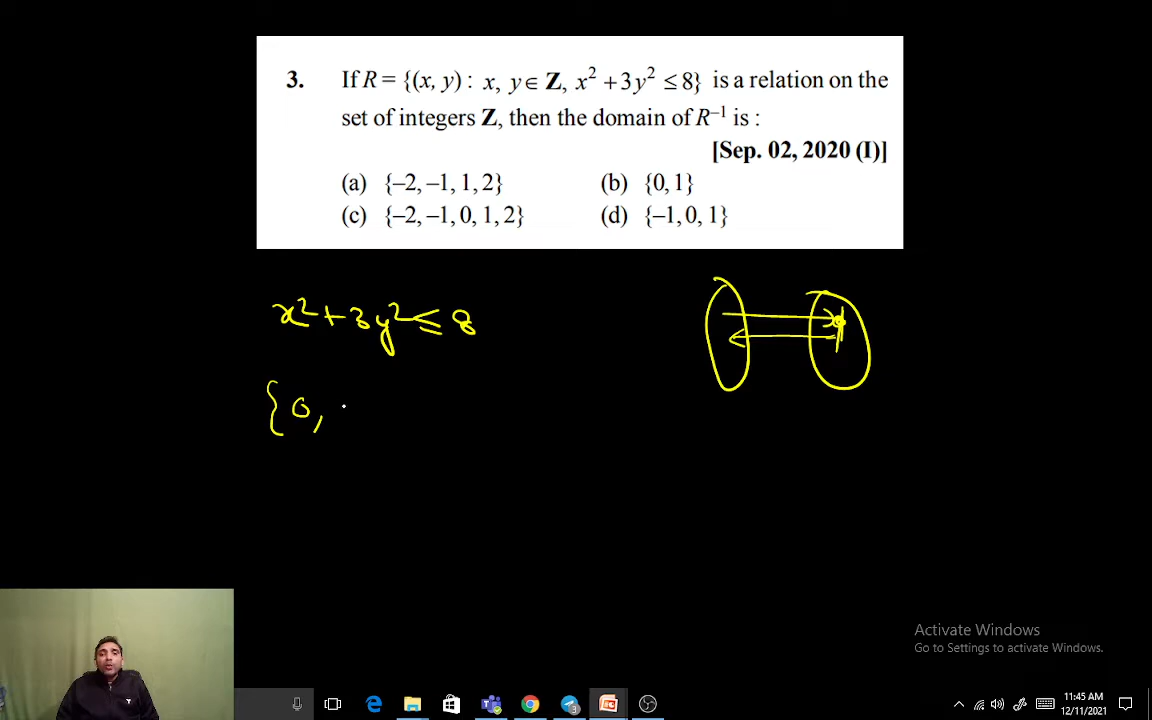 3. If R = {(x, y) : x, y ∈ Z, x² + 3y² ≤ 8} is a relation on the
set of integers Z, then the domain of R⁻¹ is :
[Sep. 02, 2020 (I)]
(a) {–2, –1, 1, 2} (b) {0, 1}
(c) {–2, –1, 0, 1, 2} (d) {–1, 0, 1}
x² + 3y² ≤ 8
{0,
Activate Windows
Go to Settings to activate Windows.
11:45 AM
12/11/2021